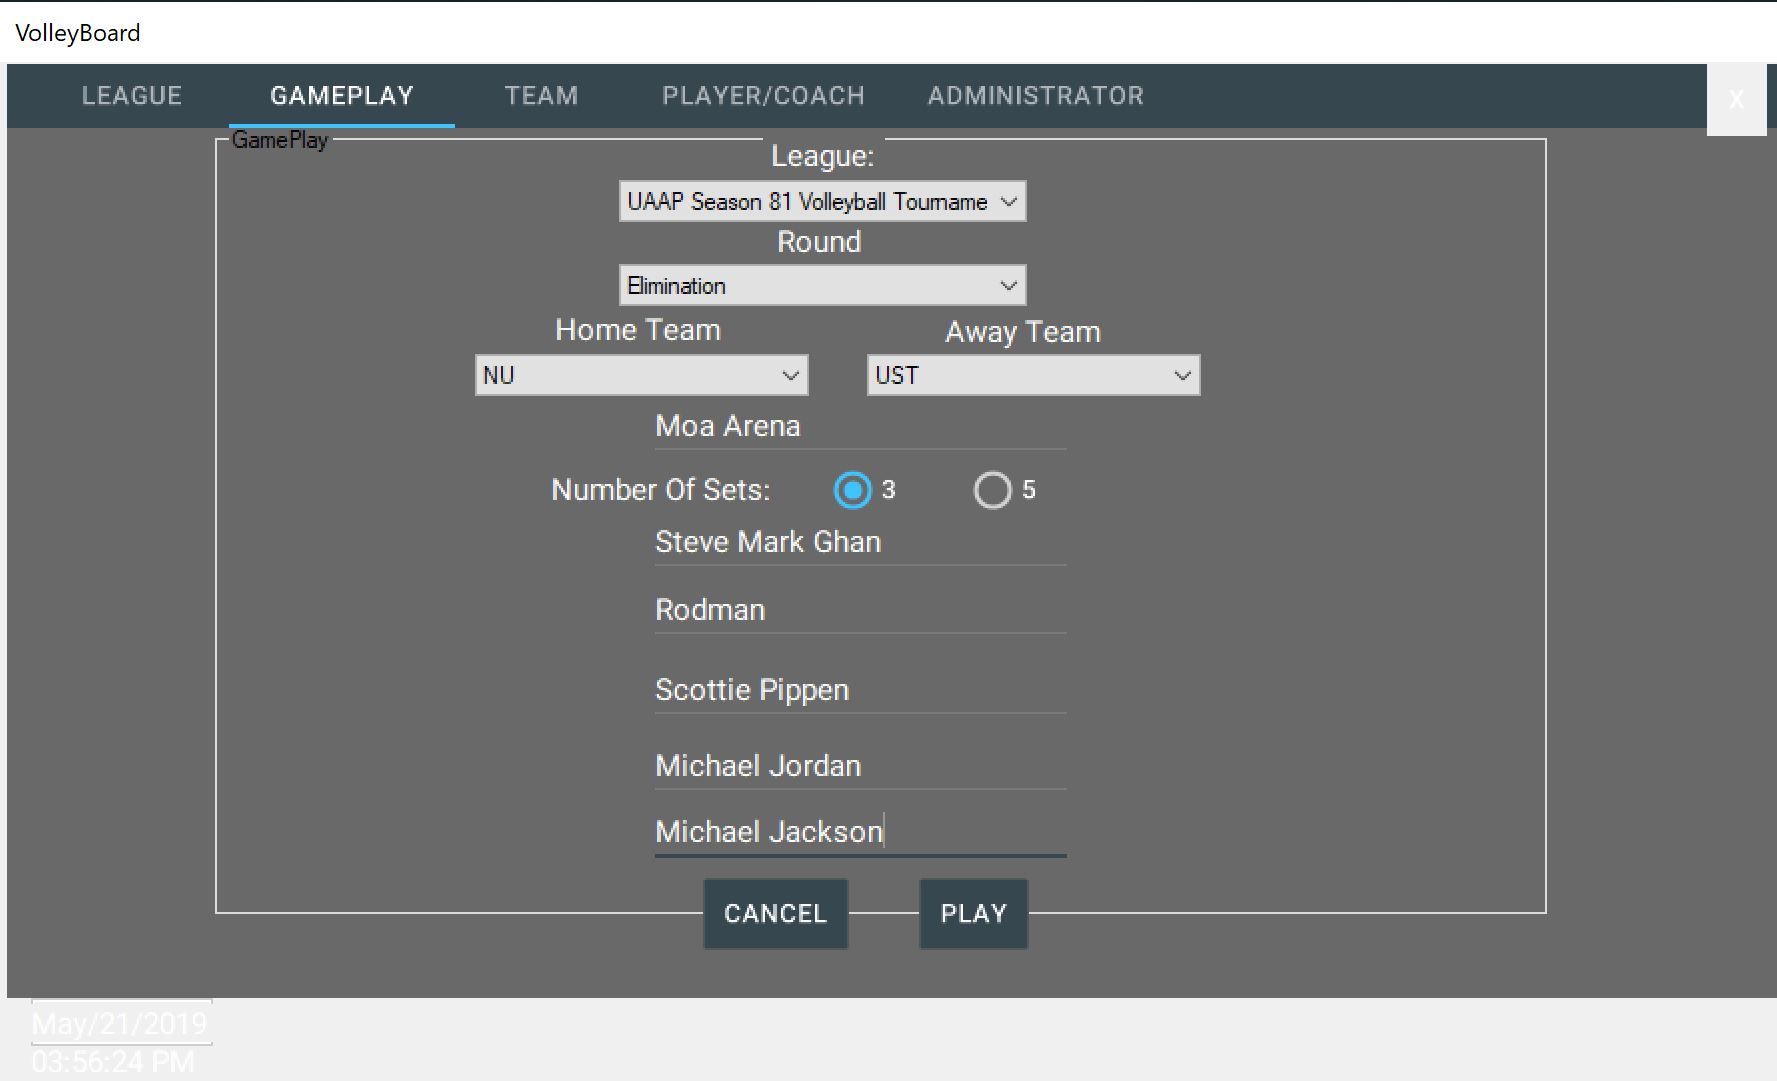 VolleyBoard
LEAGUE GAMEPLAY TEAM PLAYER/COACH ADMINISTRATOR X
GamePlay
League:
UAAP Season 81 Volleyball Tourname
Round
Elimination
Home Team Away Team
NU UST
Moa Arena
Number Of Sets: 3 5
Steve Mark Ghan
Rodman
Scottie Pippen
Michael Jordan
Michael Jackson
CANCEL PLAY
May/21/2019
03:56:24 PM